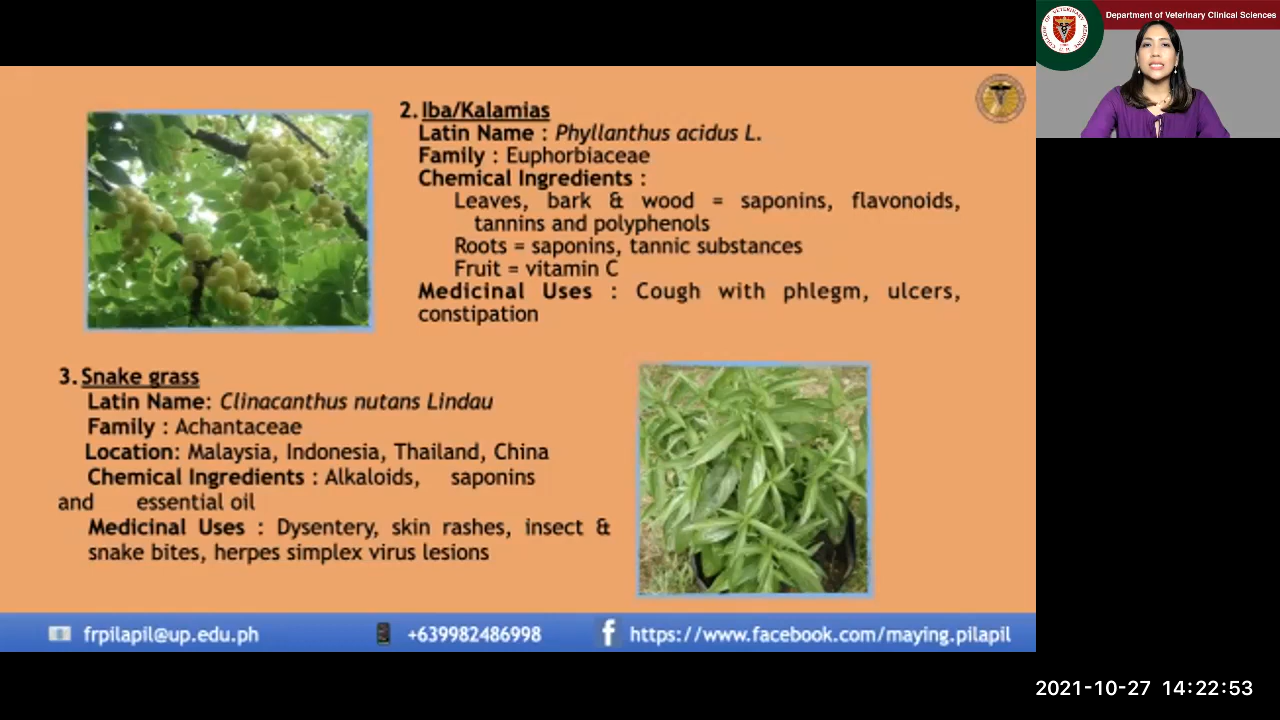 Department of Veterinary Clinical Sciences
2. Iba/Kalamias
Latin Name : Phyllanthus acidus L.
Family : Euphorbiaceae
Chemical Ingredients :
Leaves, bark & wood = saponins, flavonoids,
tannins and polyphenols
Roots = saponins, tannic substances
Fruit = vitamin C
Medicinal Uses : Cough with phlegm, ulcers,
constipation
3. Snake grass
Latin Name: Clinacanthus nutans Lindau
Family : Achantaceae
Location: Malaysia, Indonesia, Thailand, China
Chemical Ingredients : Alkaloids, saponins
and essential oil
Medicinal Uses : Dysentery, skin rashes, insect &
snake bites, herpes simplex virus lesions
frpilapil@up.edu.ph
+639982486998
https://www.facebook.com/maying.pilapil
2021-10-27 14:22:53